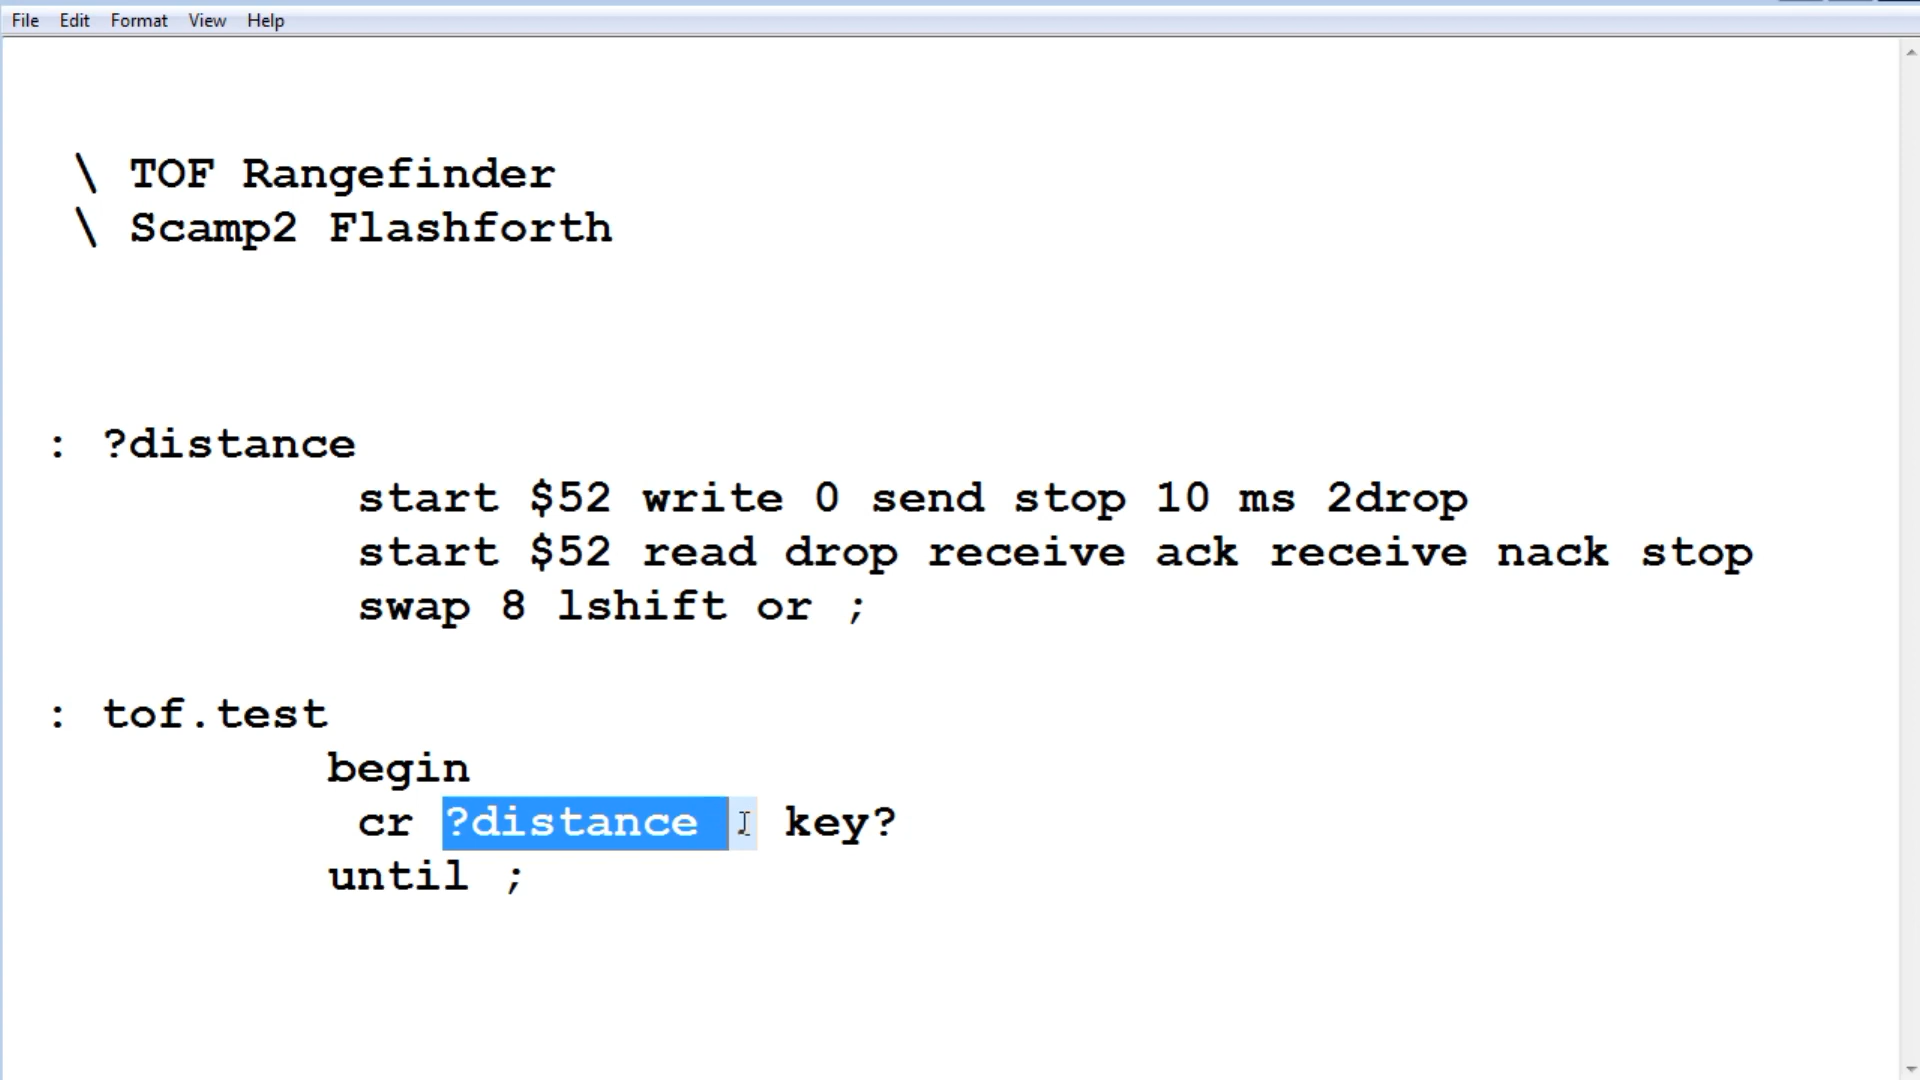 File Edit Format View Help
\ TOF Rangefinder
\ Scamp2 Flashforth
: ?distance
start $52 write 0 send stop 10 ms 2drop
start $52 read drop receive ack receive nack stop
swap 8 lshift or ;
: tof.test
begin
cr ?distance key?
until ;